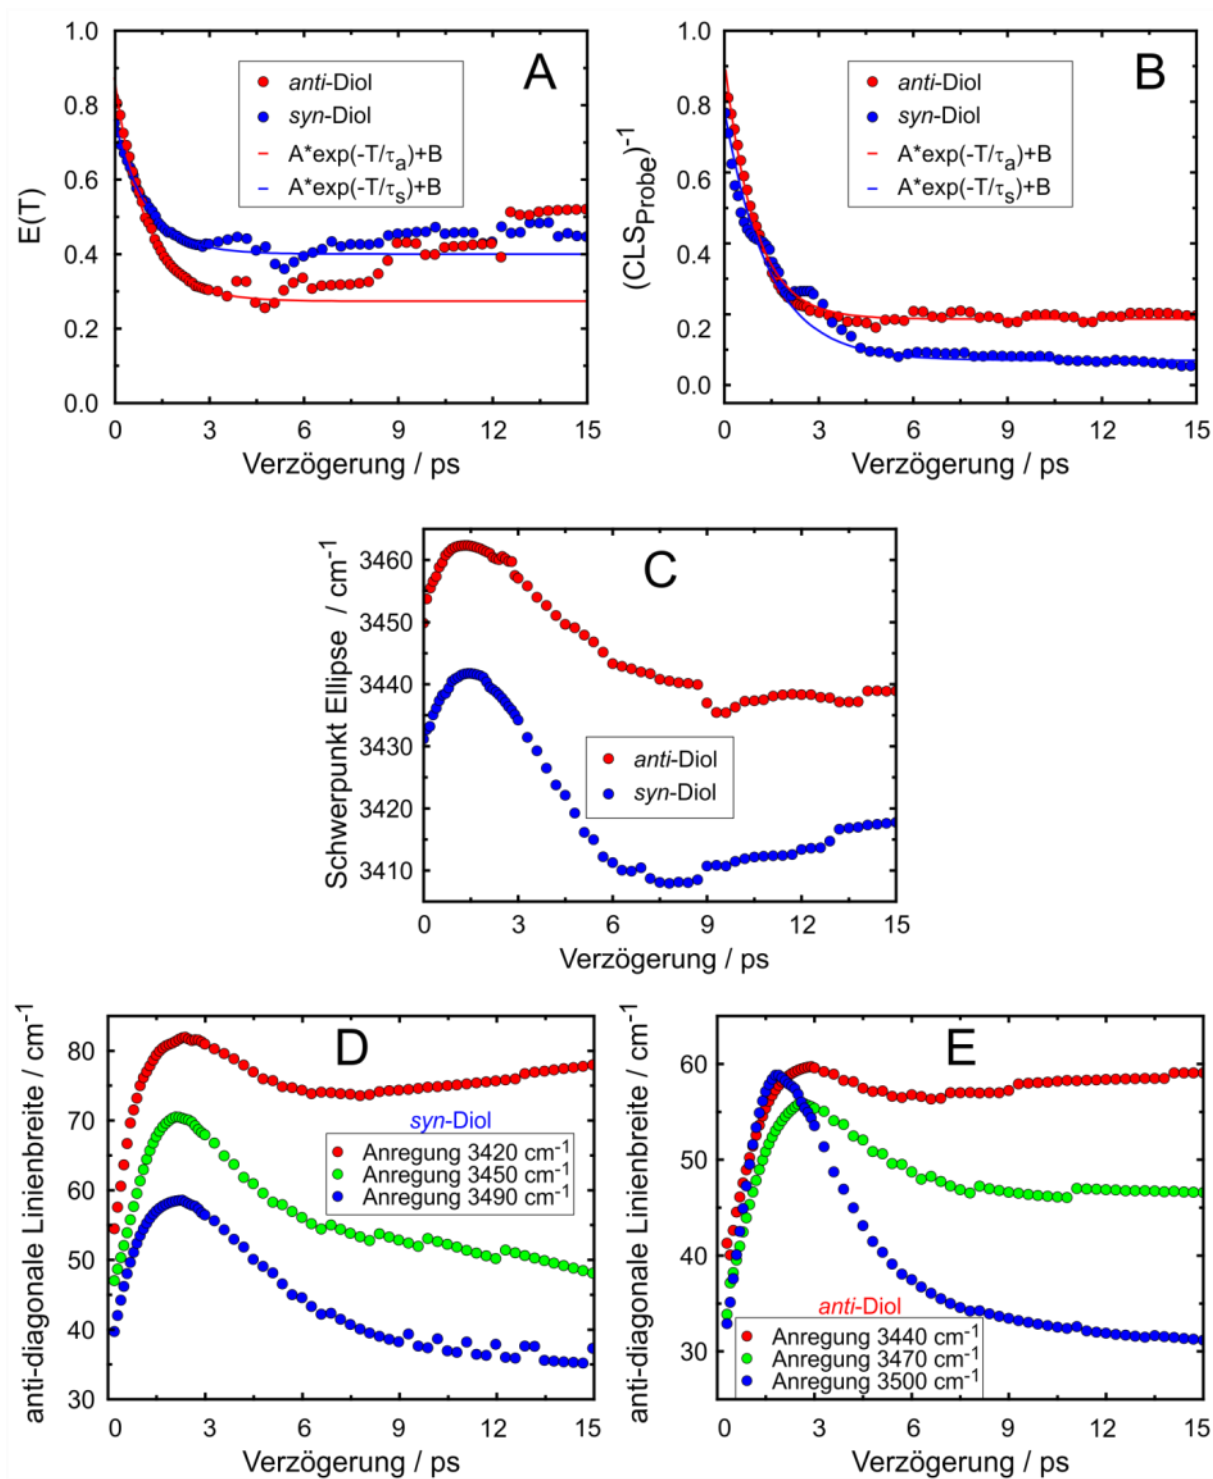 A
E(T)
1.0
0.8
0.6
0.4
0.2
0.0
anti-Diol
syn-Diol
A*exp(-T/τa)+B
A*exp(-T/τs)+B
0 3 6 9 12 15
Verzögerung / ps
B
(CLSProbe)-1
1.0
0.8
0.6
0.4
0.2
0.0
anti-Diol
syn-Diol
A*exp(-T/τa)+B
A*exp(-T/τs)+B
0 3 6 9 12 15
Verzögerung / ps
C
Schwerpunkt Ellipse / cm-1
3460
3450
3440
3430
3420
3410
anti-Diol
syn-Diol
0 3 6 9 12 15
Verzögerung / ps
D
anti-diagonale Linienbreite / cm-1
80
70
60
50
40
30
syn-Diol
Anregung 3420 cm-1
Anregung 3450 cm-1
Anregung 3490 cm-1
0 3 6 9 12 15
Verzögerung / ps
E
anti-diagonale Linienbreite / cm-1
60
50
40
30
anti-Diol
Anregung 3440 cm-1
Anregung 3470 cm-1
Anregung 3500 cm-1
0 3 6 9 12 15
Verzögerung / ps